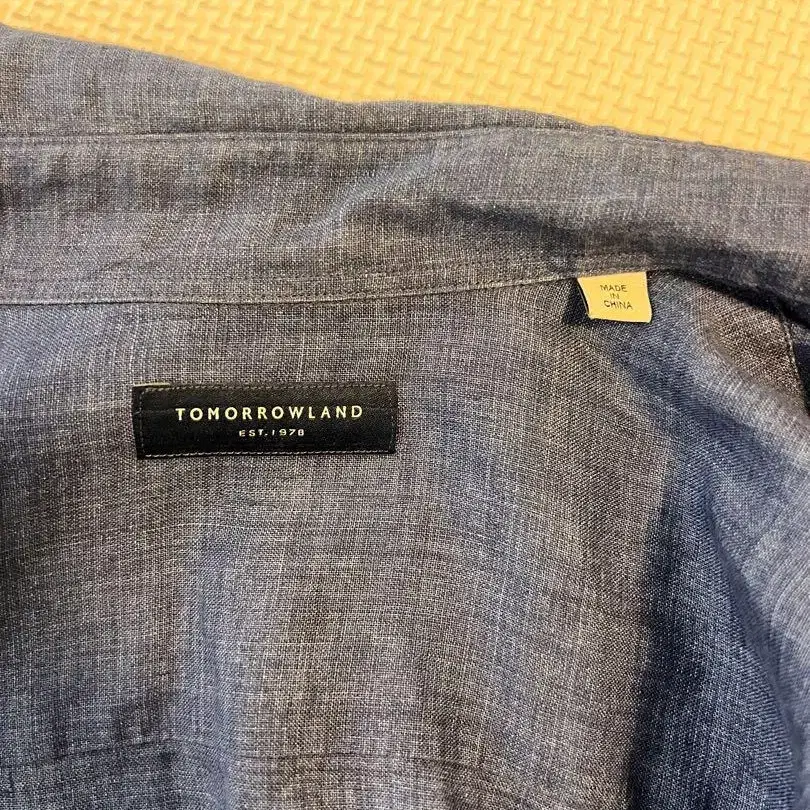 MADE
IN
CHINA
TOMORROWLAND
EST. 1978